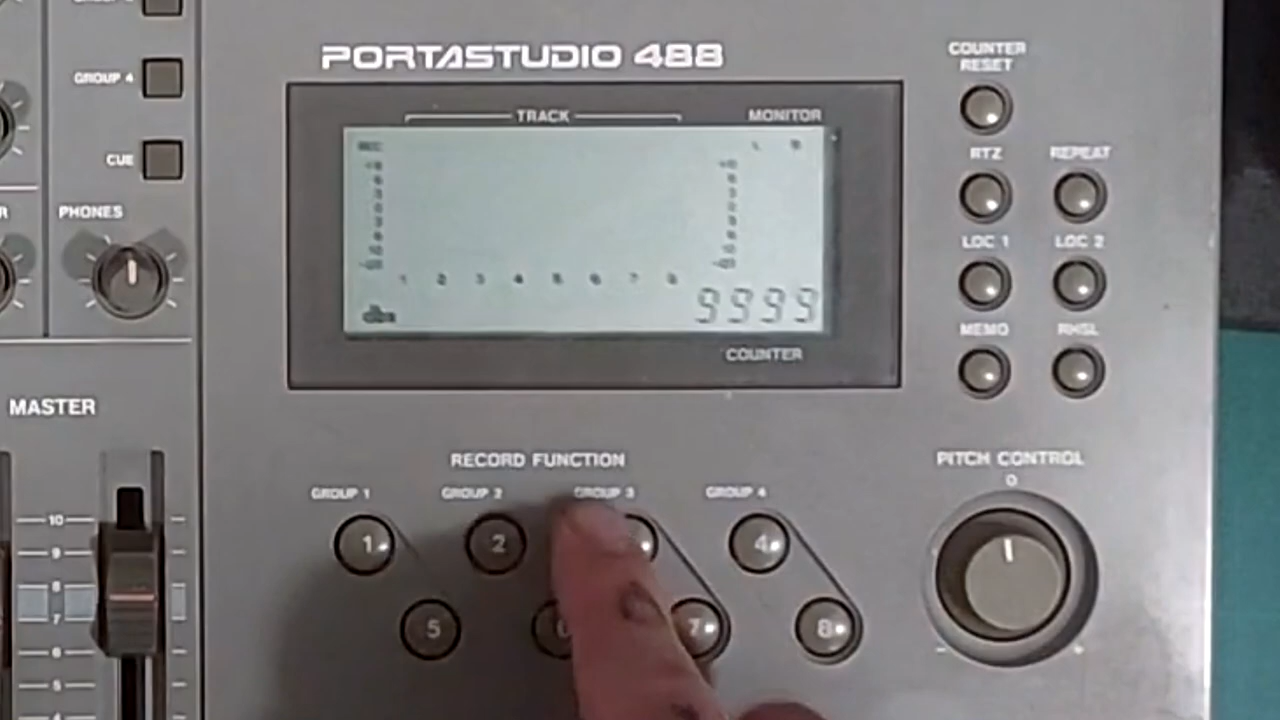 PORTASTUDIO 488
COUNTER RESET
GROUP 4
TRACK
MONITOR
REC
L R
CUE
RTZ
REPEAT
PHONES
LOC 1
LOC 2
1 2 3 4 5 6 7 8
dbx
9999
MEMO
RHSL
COUNTER
MASTER
RECORD FUNCTION
PITCH CONTROL
0
GROUP 1
GROUP 2
GROUP 3
GROUP 4
10
9
8
7
6
5
1
2
4
5
7
8
- +